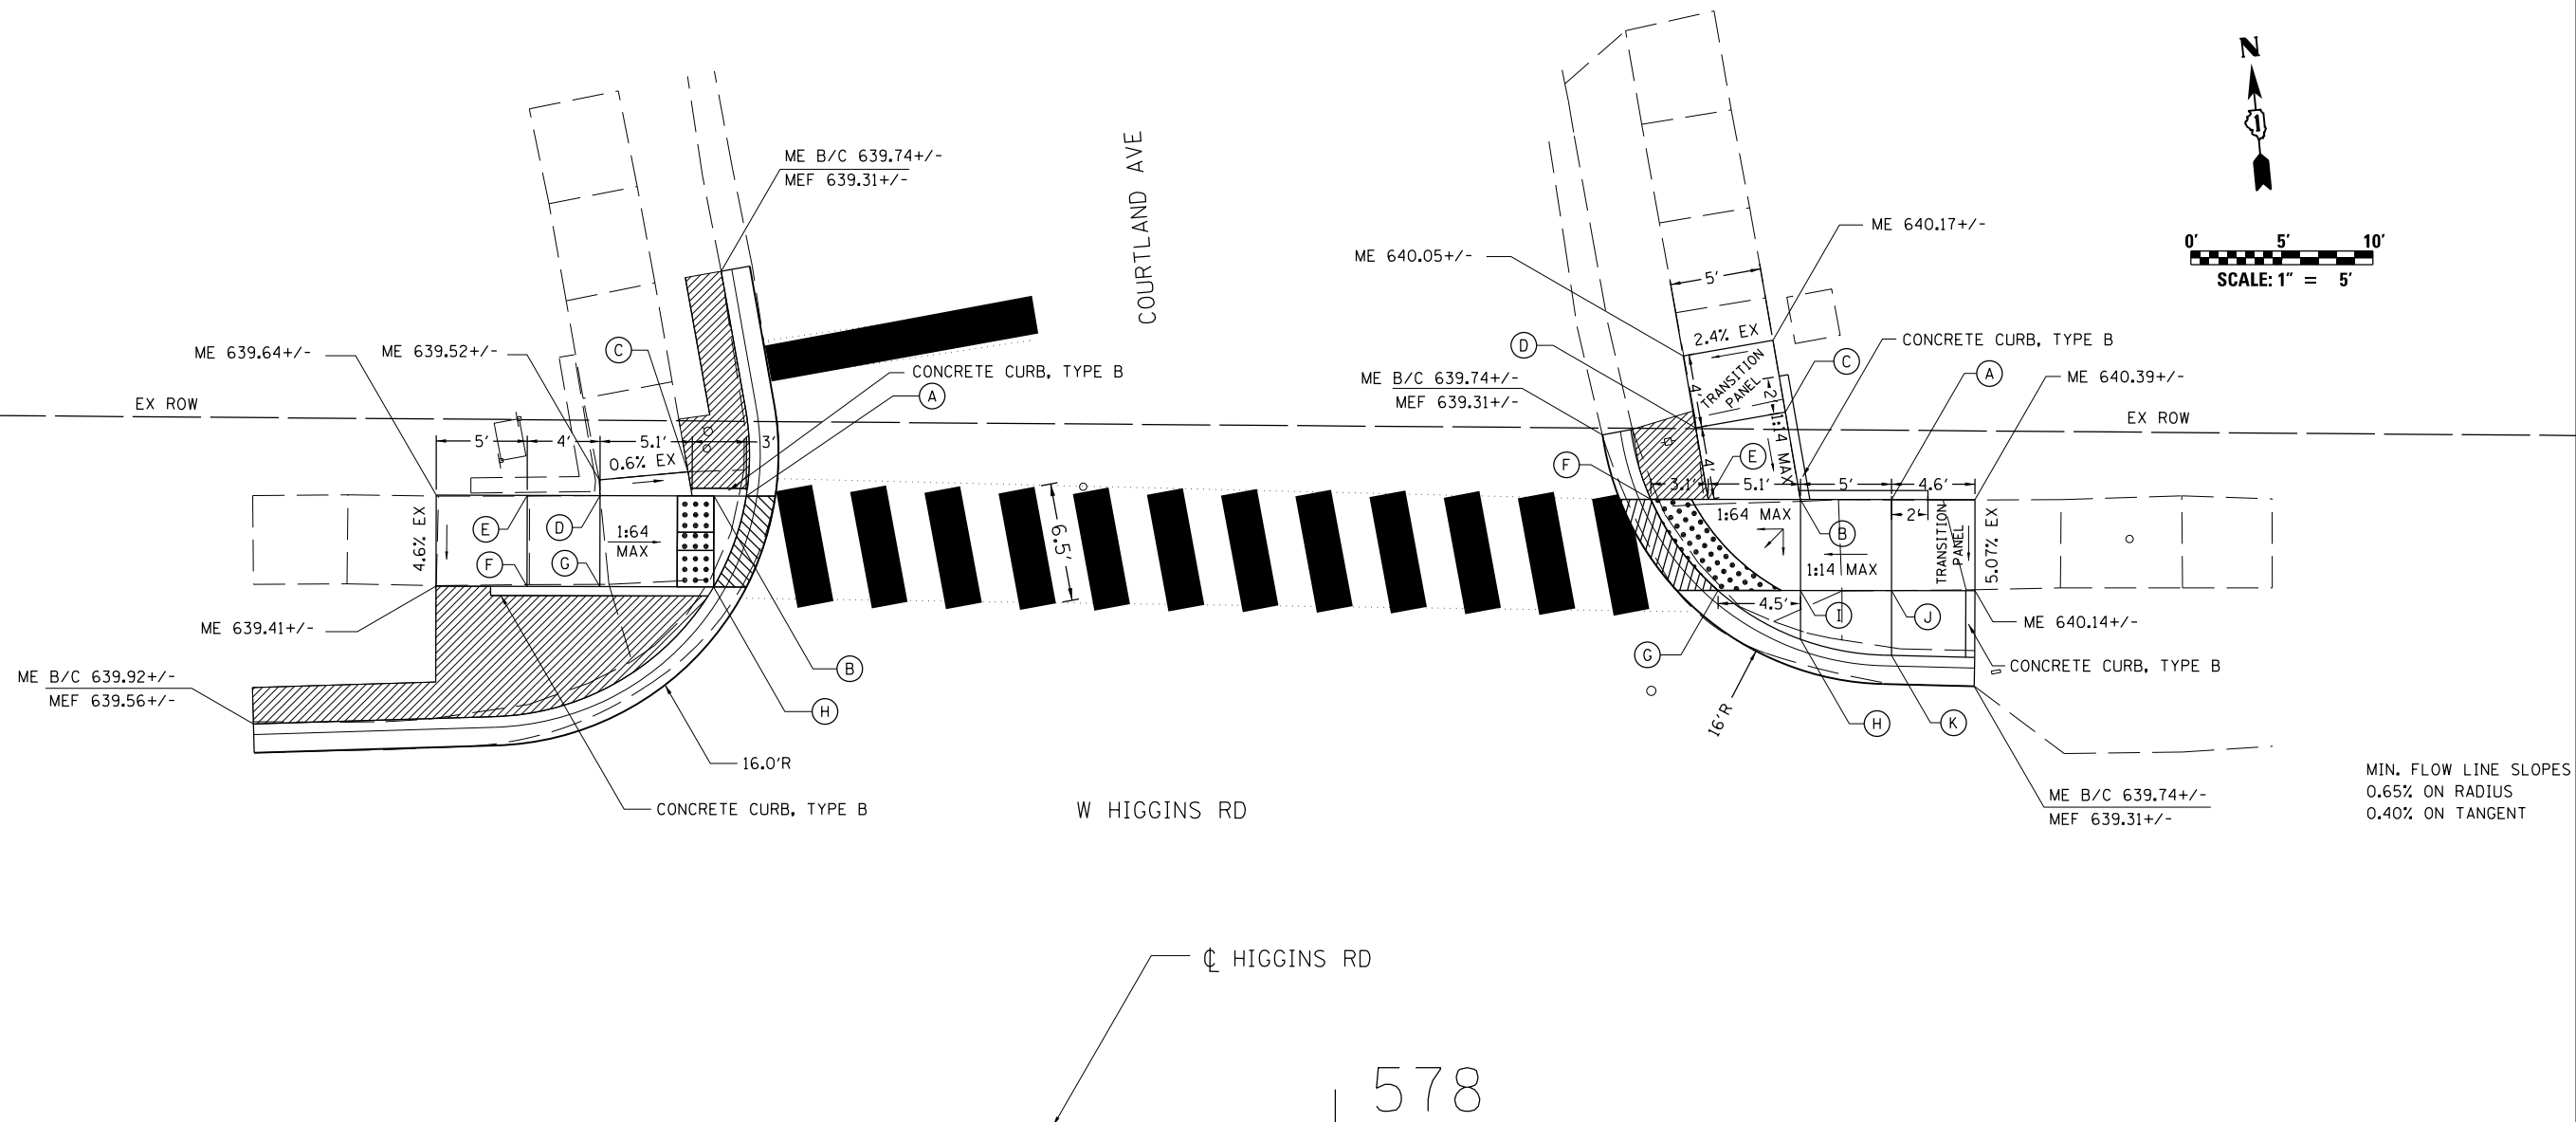 N
1
0' 5' 10'
SCALE: 1" = 5'
COURTLAND AVE
ME B/C 639.74+/-
MEF 639.31+/-
ME 639.64+/-
ME 639.52+/-
C
CONCRETE CURB, TYPE B
A
EX ROW
5'
4'
5.1'
3'
0.6% EX
4.6% EX
E
D
F
G
1:64
MAX
ME 639.41+/-
ME B/C 639.92+/-
MEF 639.56+/-
B
H
16.0'R
CONCRETE CURB, TYPE B
6.5'
W HIGGINS RD
ME 640.05+/-
ME 640.17+/-
5'
2.4% EX
TRANSITION
PANEL
4'
2'
1:14 MAX
4'
D
C
CONCRETE CURB, TYPE B
A
ME B/C 639.74+/-
MEF 639.31+/-
ME 640.39+/-
EX ROW
F
E
3.1'
5.1'
5'
4.6'
1:64 MAX
2'
B
1:14 MAX
TRANSITION
PANEL
5.07% EX
4.5'
I
J
ME 640.14+/-
G
CONCRETE CURB, TYPE B
16'R
H
K
ME B/C 639.74+/-
MEF 639.31+/-
MIN. FLOW LINE SLOPES
0.65% ON RADIUS
0.40% ON TANGENT
℄ HIGGINS RD
578